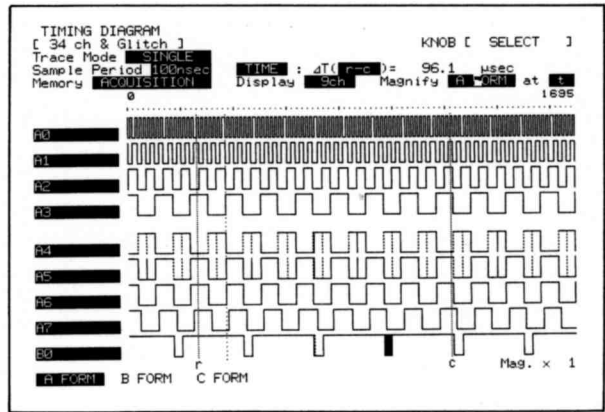 TIMING DIAGRAM
[ 34 ch & Glitch ] KNOB [ SELECT ]
Trace Mode SINGLE
Sample Period 100nsec TIME : ΔT( r-c )= 96.1 μsec
Memory ACQUISITION Display 9ch Magnify A FORM at t
0 1695
A0
A1
A2
A3
A4
A5
A6
A7
B0
r c Mag. × 1
A FORM B FORM C FORM